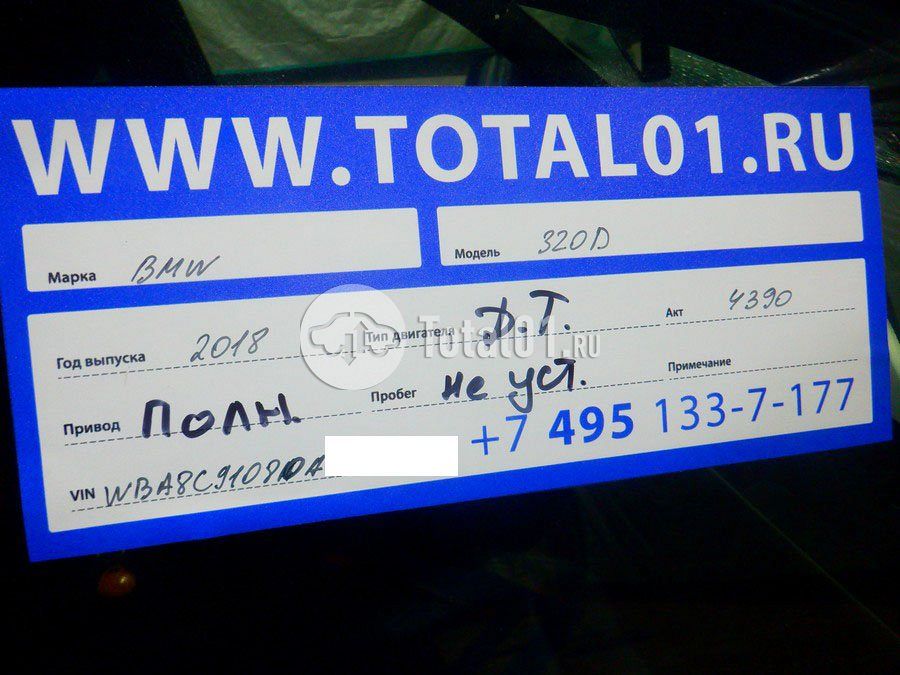 WWW.TOTAL01.RU
Марка BMW Модель 320D
Год выпуска 2018 Тип двигателя Д.Т. Акт 4390
Total01.RU
Привод Полн. Пробег не уст. Примечание
+7 495 133-7-177
VIN WBA8C91080A